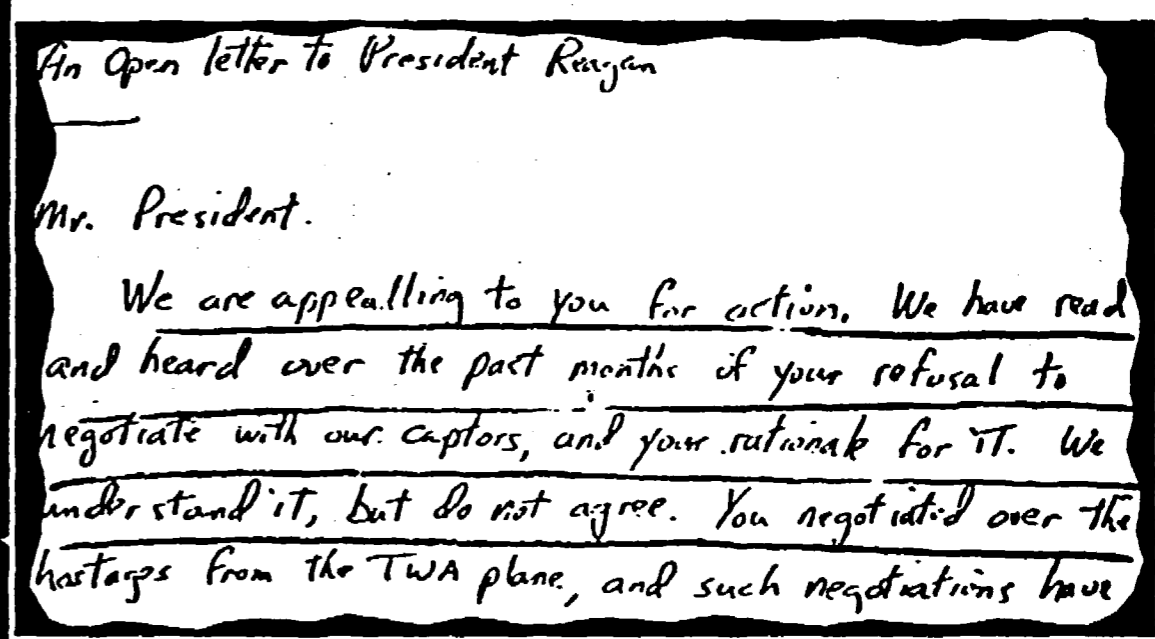 An Open letter to President Reagan
Mr. President.
We are appealling to you for action. We have read
and heard over the past months of your refusal to
negotiate with our captors, and your rationale for iT. We
understand it, but do not agree. You negotiated over the
hostages from the TWA plane, and such negotiations have